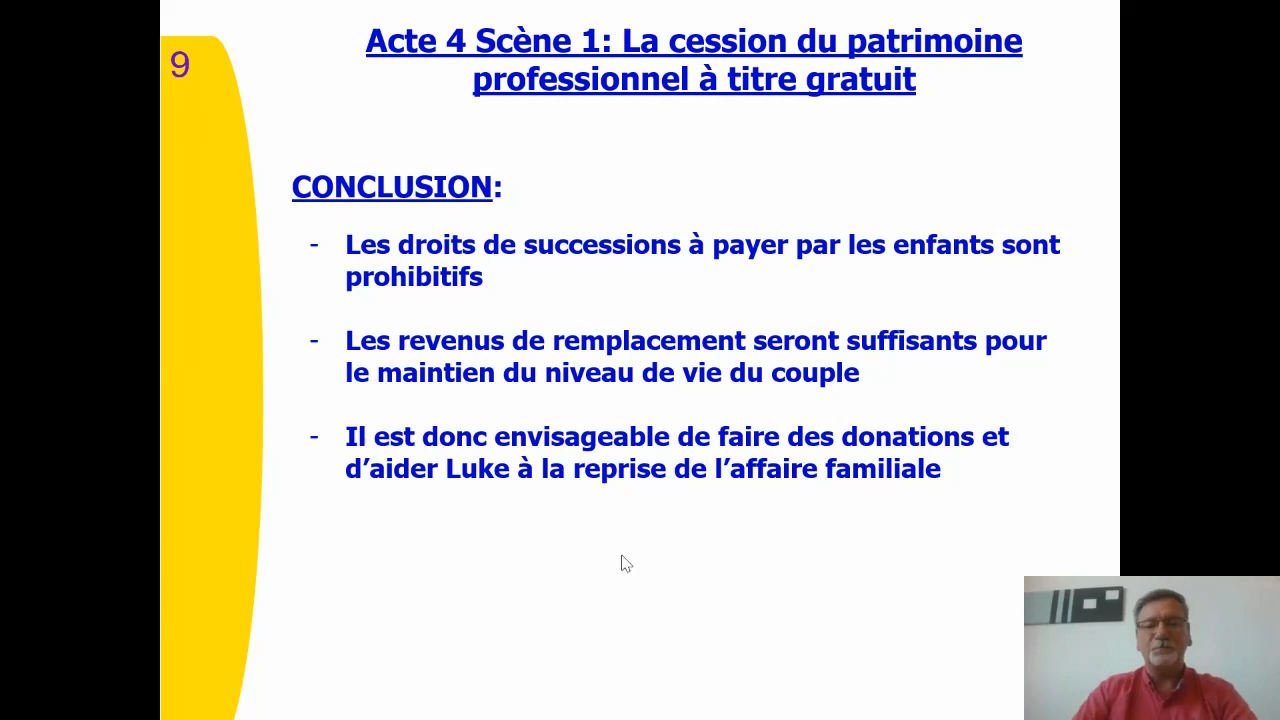 9
Acte 4 Scène 1: La cession du patrimoine
professionnel à titre gratuit
CONCLUSION:
- Les droits de successions à payer par les enfants sont
prohibitifs
- Les revenus de remplacement seront suffisants pour
le maintien du niveau de vie du couple
- Il est donc envisageable de faire des donations et
d’aider Luke à la reprise de l’affaire familiale